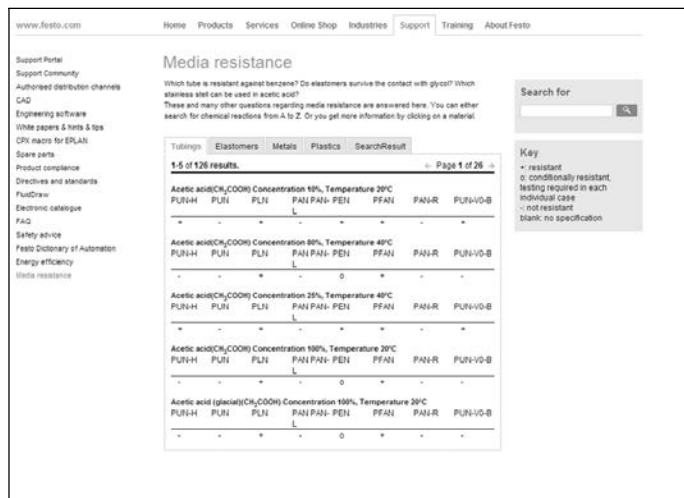 www.festo.com
Home Products Services Online Shop Industries Support Training About Festo
Support Portal
Support Community
Authorised distribution channels
CAD
Engineering software
White papers & hints & tips
CPX macro for EPLAN
Spare parts
Product compliance
Directives and standards
FluidDraw
Electronic catalogue
FAQ
Safety advice
Festo Dictionary of Automation
Energy efficiency
Media resistance
Media resistance
Which tube is resistant against benzene? Do elastomers survive the contact with glycol? Which
stainless stell can be used in acetic acid?
These and many other questions regarding media resistance are answered here. You can either
search for chemical reactions from A to Z. Or you get more information by clicking on a material.
Tubings Elastomers Metals Plastics SearchResult
1-5 of 126 results. ← Page 1 of 26 →
Acetic acid(CH₃COOH) Concentration 10%, Temperature 20°C
PUN-H PUN PLN PAN PAN- PEN PFAN PAN-R PUN-V0-B
L
+ - + - + + - +
Acetic acid(CH₃COOH) Concentration 80%, Temperature 40°C
PUN-H PUN PLN PAN PAN- PEN PFAN PAN-R PUN-V0-B
L
- - + - o + - -
Acetic acid(CH₃COOH) Concentration 25%, Temperature 40°C
PUN-H PUN PLN PAN PAN- PEN PFAN PAN-R PUN-V0-B
L
+ - + - + + - +
Acetic acid(CH₃COOH) Concentration 100%, Temperature 20°C
PUN-H PUN PLN PAN PAN- PEN PFAN PAN-R PUN-V0-B
L
- - + - o + - -
Acetic acid (glacial)(CH₃COOH) Concentration 100%, Temperature 20°C
PUN-H PUN PLN PAN PAN- PEN PFAN PAN-R PUN-V0-B
L
- - + - o + - -
Search for
Key
+: resistant
o: conditionally resistant,
testing required in each
individual case
-: not resistant
blank: no specification